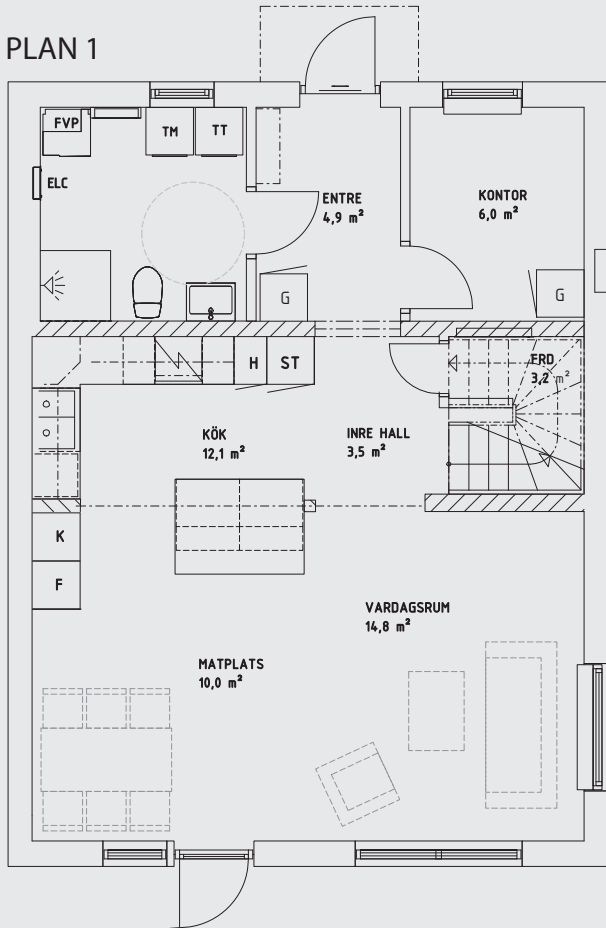 PLAN 1
FVP
TM
TT
ELC
ENTRE
4,9 m²
KONTOR
6,0 m²
G
G
H
ST
FRD
3,2 m²
KÖK
12,1 m²
INRE HALL
3,5 m²
K
F
VARDAGSRUM
14,8 m²
MATPLATS
10,0 m²